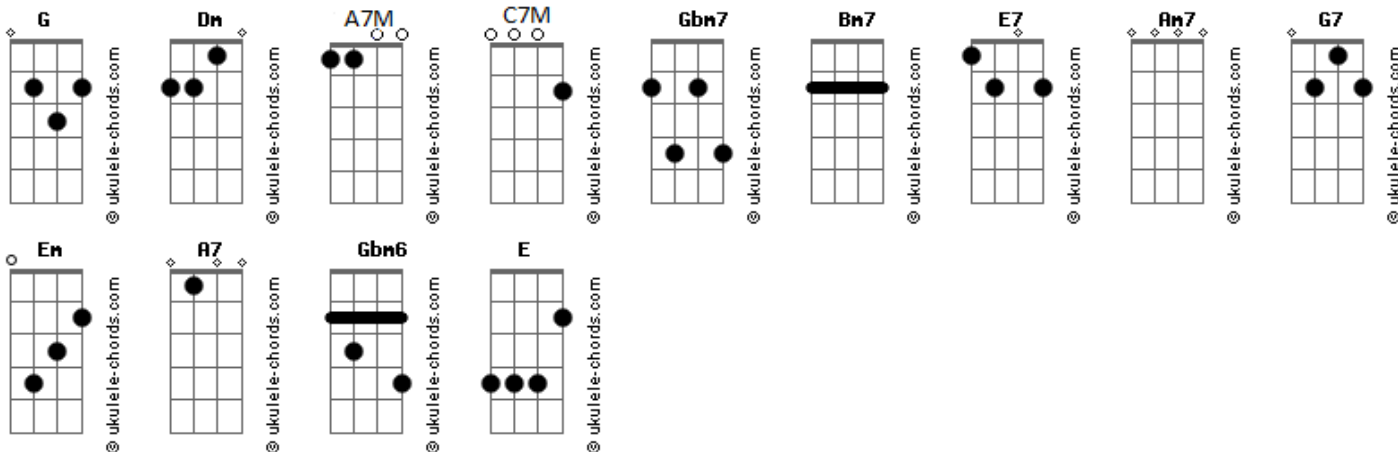 G Dm A7M C7M Gbm7 Bm7 E7 Am7 G7
© ukulele-chords.com © ukulele-chords.com © ukulele-chords.com © ukulele-chords.com © ukulele-chords.com © ukulele-chords.com © ukulele-chords.com © ukulele-chords.com © ukulele-chords.com
Em A7 Gbm6 E
© ukulele-chords.com © ukulele-chords.com © ukulele-chords.com © ukulele-chords.com